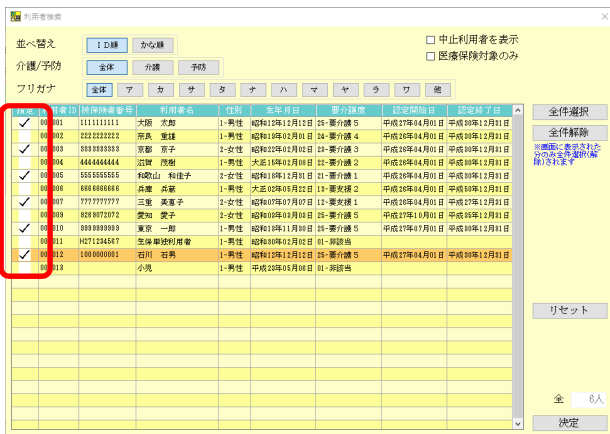 利用者検索
並べ替え ID順 かな順
□ 中止利用者を表示
介護/予防 全体 介護 予防
□ 医療保険対象のみ
フリガナ 全体 ア カ サ タ ナ ハ マ ヤ ラ ワ 他
指定 利用者ID 被保険者番号 利用者名 性別 生年月日 要介護度 認定開始日 認定終了日
✓ 1111111111 大阪 太郎 1-男性 昭和12年12月12日 25-要介護5 平成27年04月01日 平成30年12月31日
2222222222 奈良 重雄 1-男性 昭和19年02月01日 24-要介護4 平成26年04月01日 平成30年12月31日
✓ 3333333333 京都 京子 2-女性 昭和22年02月02日 23-要介護3 平成26年04月01日 平成30年12月31日
4444444444 滋賀 茂樹 1-男性 大正15年02月08日 22-要介護2 平成26年04月01日 平成30年12月31日
✓ 5555555555 和歌山 和佳子 2-女性 昭和18年12月31日 21-要介護1 平成26年04月01日 平成30年12月31日
6666666666 兵庫 兵蔵 1-男性 大正02年05月22日 13-要支援2 平成26年04月01日 平成50年12月31日
✓ 7777777777 三重 美恵子 2-女性 昭和07年07月07日 12-要支援1 平成26年04月01日 平成30年12月31日
9289072072 愛知 愛子 2-女性 昭和03年03月03日 25-要介護5 平成27年10月01日 平成35年12月31日
✓ 9999999999 東京 一郎 1-男性 昭和13年11月30日 25-要介護5 平成27年07月01日 平成30年12月31日
H271234567 生保単独利用者 1-男性 昭和30年02月02日 01-非該当
✓ 1000000001 石川 石男 1-男性 昭和12年12月12日 25-要介護5 平成27年04月01日 平成30年12月31日
小児 1-男性 平成23年05月06日 01-非該当
全件選択
全件解除
※画面に表示された
分のみ全件選択(解
除)されます
リセット
全 6人
決定